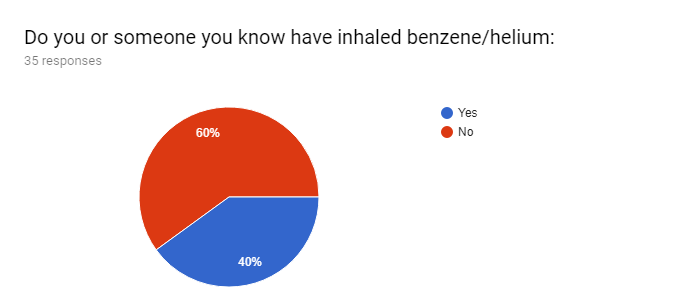 Do you or someone you know have inhaled benzene/helium:
35 responses
Yes
No
60%
40%